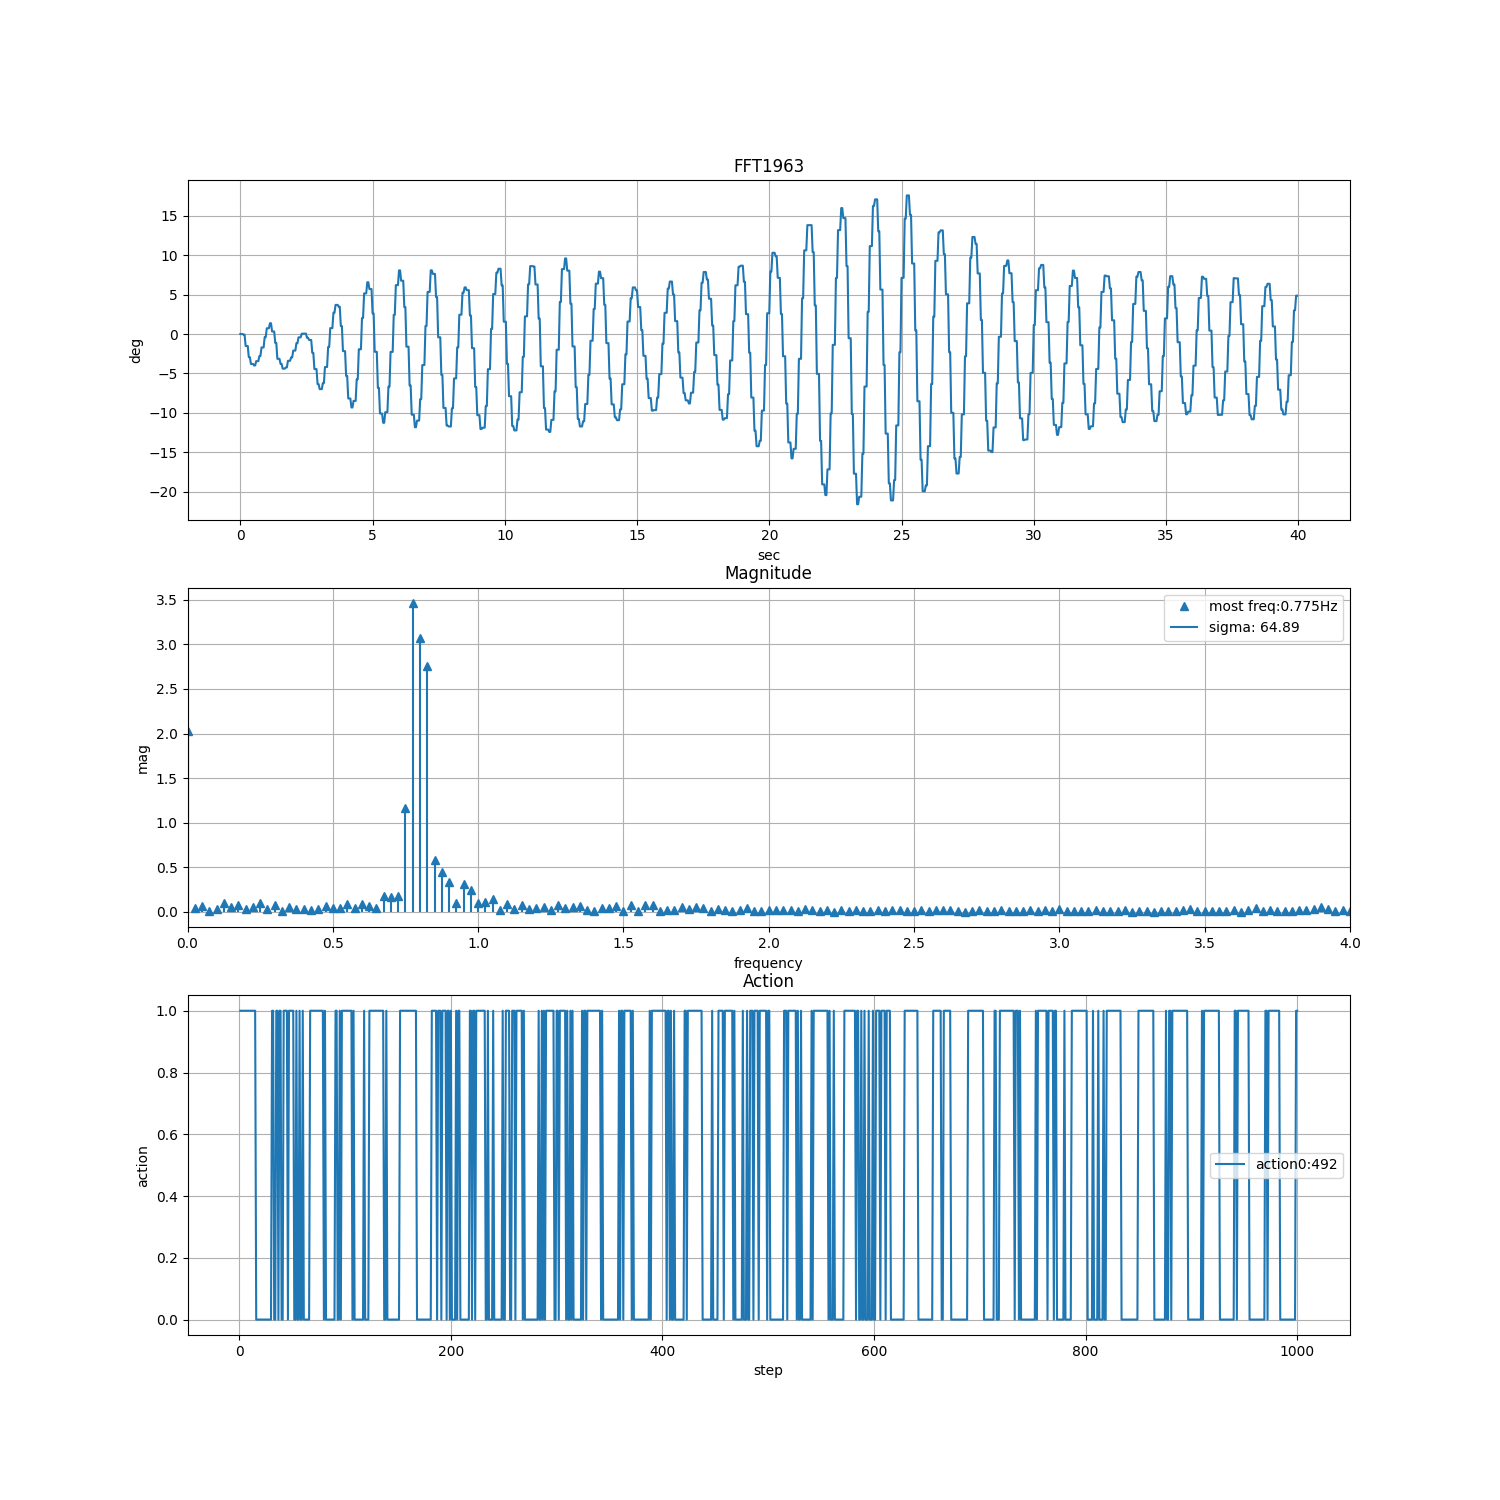 FFT1963
deg
15
10
5
0
−5
−10
−15
−20
0 5 10 15 20 25 30 35 40
sec
Magnitude
mag
3.5
3.0
2.5
2.0
1.5
1.0
0.5
0.0
most freq:0.775Hz
sigma: 64.89
0.0 0.5 1.0 1.5 2.0 2.5 3.0 3.5 4.0
frequency
Action
action
1.0
0.8
0.6
0.4
0.2
0.0
action0:492
0 200 400 600 800 1000
step